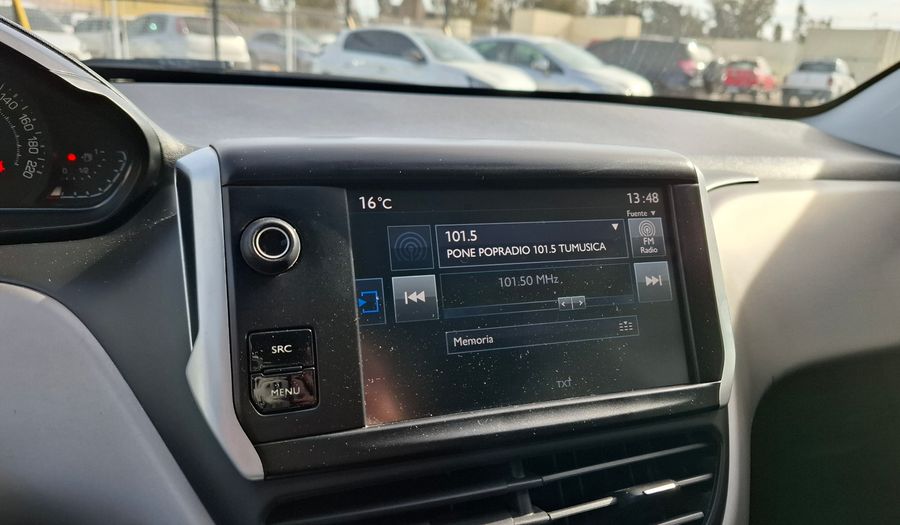 140
160
180
220
16°C
13:48
Fuente
101.5
PONE POPRADIO 101.5 TUMUSICA
FM
Radio
101.50 MHz
Memoria
TXT
SRC
MENU